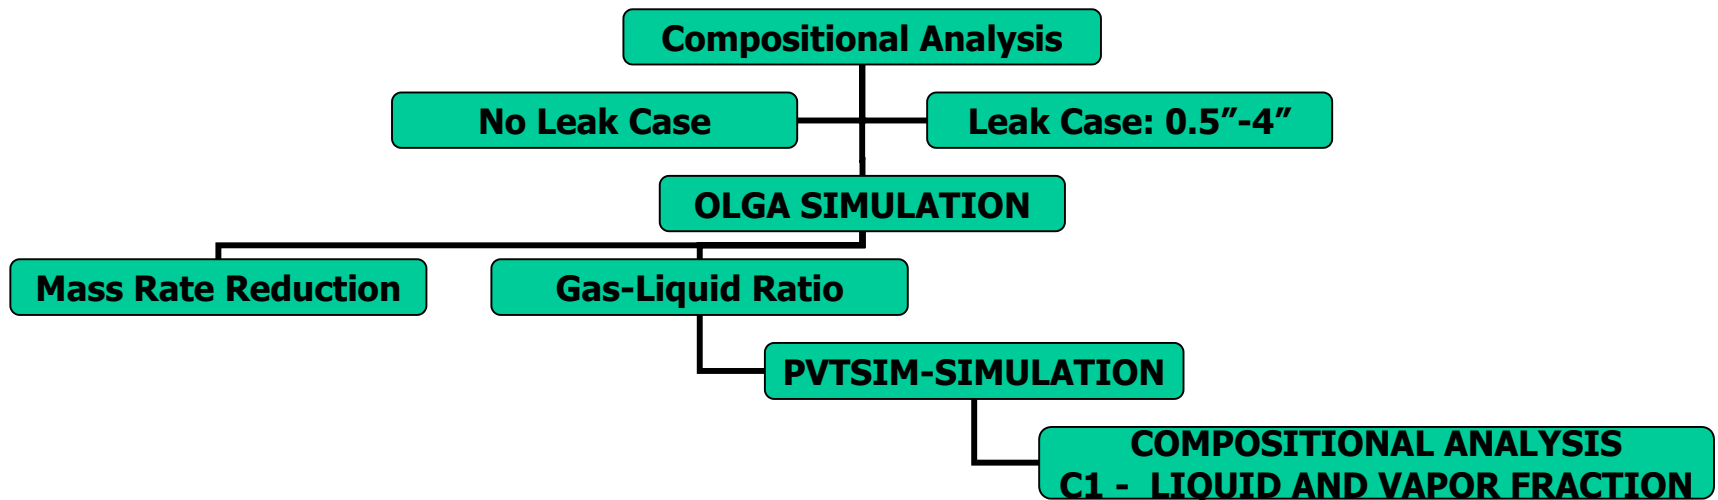 Compositional Analysis
No Leak Case
Leak Case: 0.5″-4″
OLGA SIMULATION
Mass Rate Reduction
Gas-Liquid Ratio
PVTSIM-SIMULATION
COMPOSITIONAL ANALYSIS
C1 - LIQUID AND VAPOR FRACTION